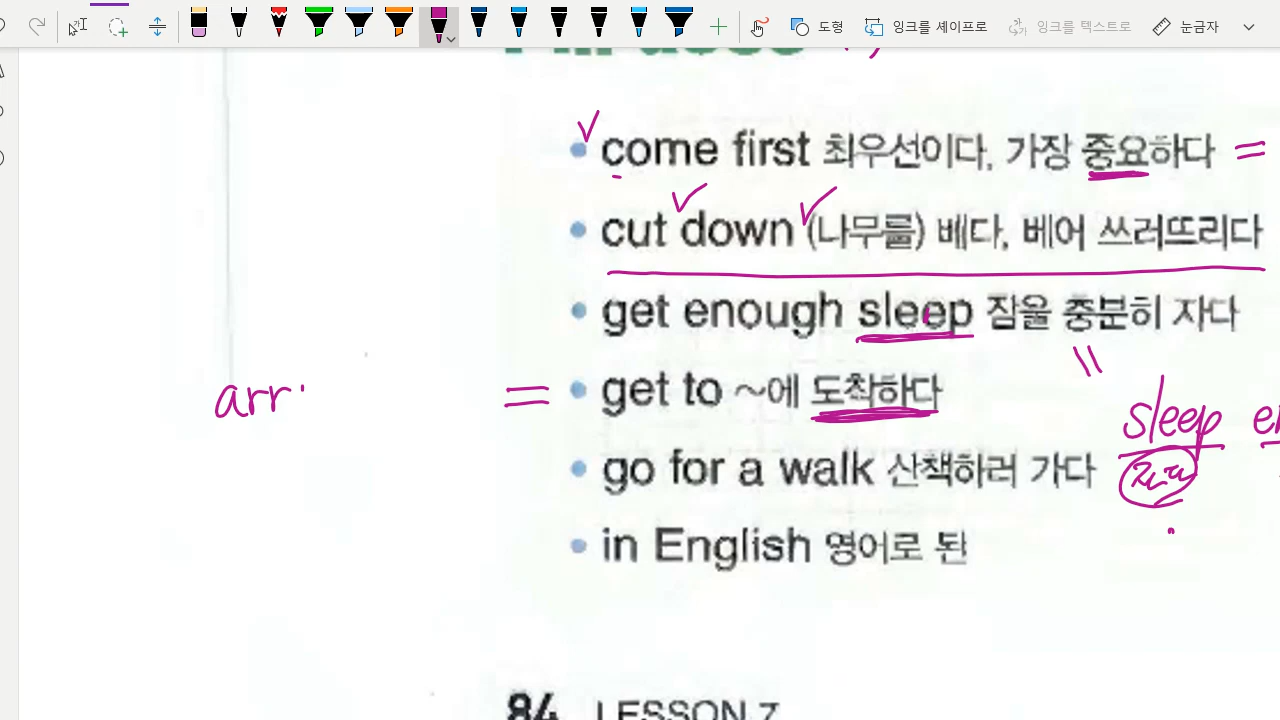 도형 잉크를 셰이프로 잉크를 텍스트로 눈금자
come first 최우선이다, 가장 중요하다 =
cut down (나무를) 베다, 베어 쓰러뜨리다
get enough sleep 잠을 충분히 자다
arri = get to ~에 도착하다
sleep
go for a walk 산책하러 가다
in English 영어로 된
84 LESSON 7